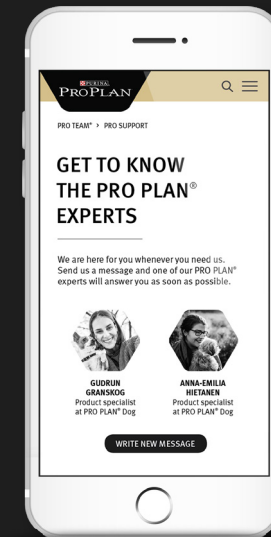 PURINA
PRO PLAN
PRO TEAM® > PRO SUPPORT
GET TO KNOW
THE PRO PLAN®
EXPERTS
We are here for you whenever you need us.
Send us a message and one of our PRO PLAN®
experts will answer you as soon as possible.
GUDRUN
GRANSKOG
Product specialist
at PRO PLAN® Dog
ANNA-EMILIA
HIETANEN
Product specialist
at PRO PLAN® Dog
WRITE NEW MESSAGE